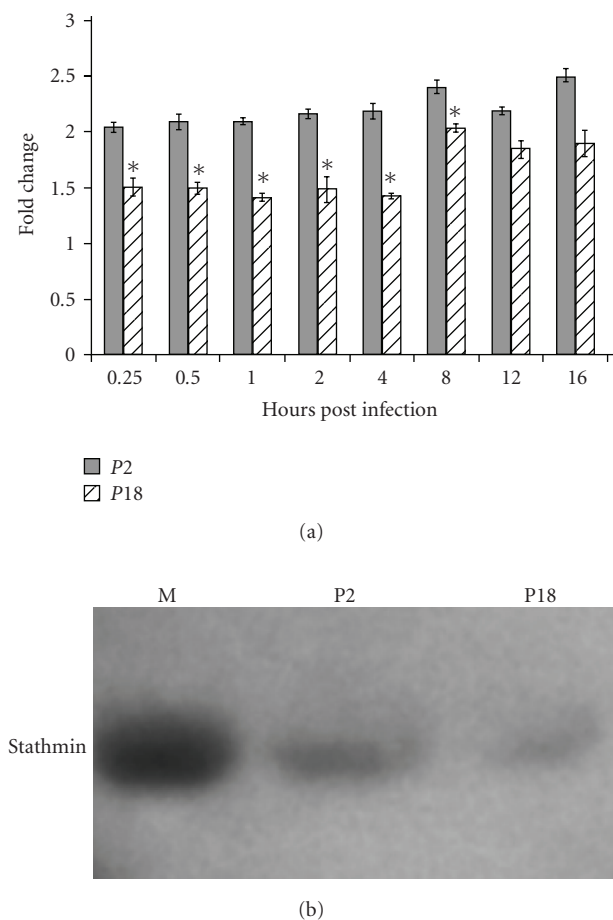 3
2.5
2
1.5
1
0.5
0
Fold change
* * * * * *
0.25 0.5 1 2 4 8 12 16
Hours post infection
P2
P18
(a)
M P2 P18
Stathmin
(b)